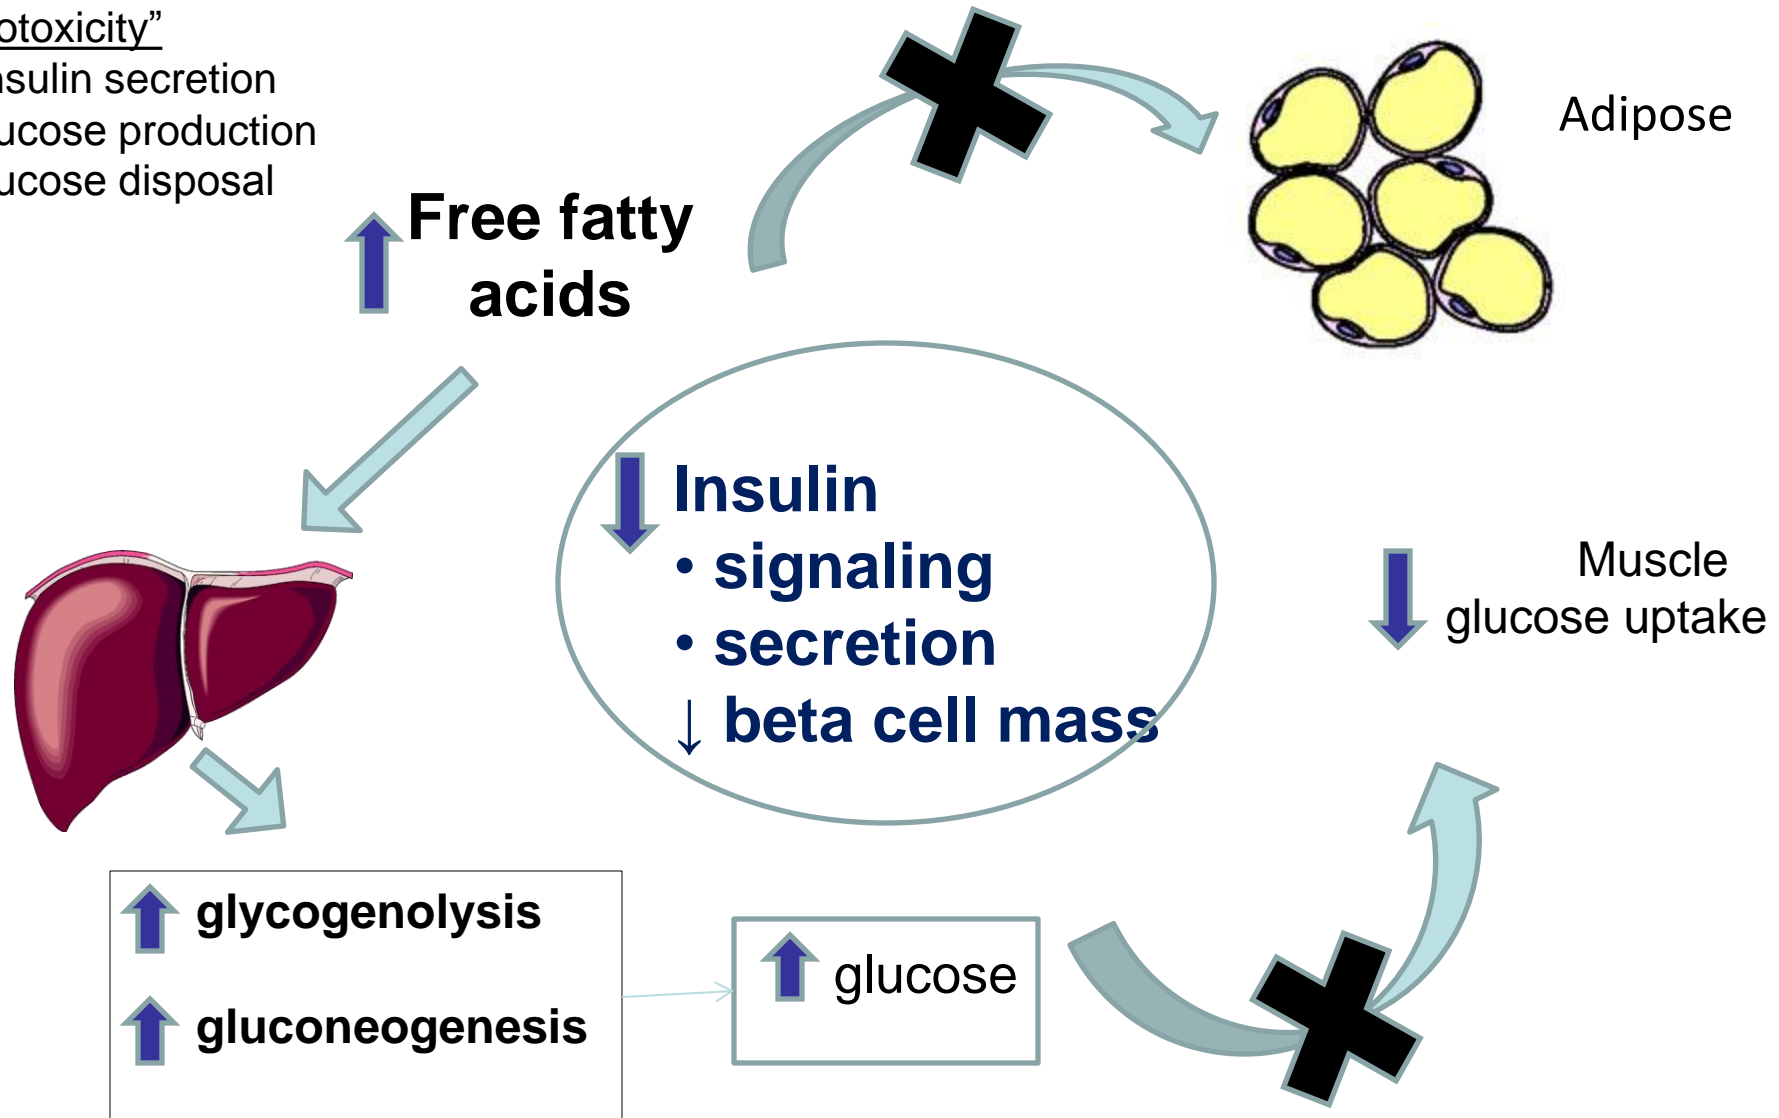 otoxicity”
nsulin secretion
ucose production
ucose disposal
Free fatty
acids
Adipose
Insulin
• signaling
• secretion
↓ beta cell mass
Muscle
glucose uptake
glycogenolysis
gluconeogenesis
glucose